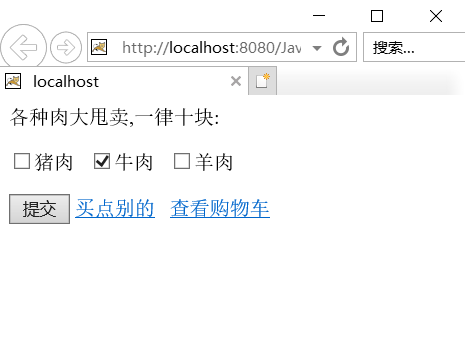 http://localhost:8080/Jav
搜索...
localhost
各种肉大甩卖,一律十块:
猪肉 牛肉 羊肉
提交 买点别的 查看购物车